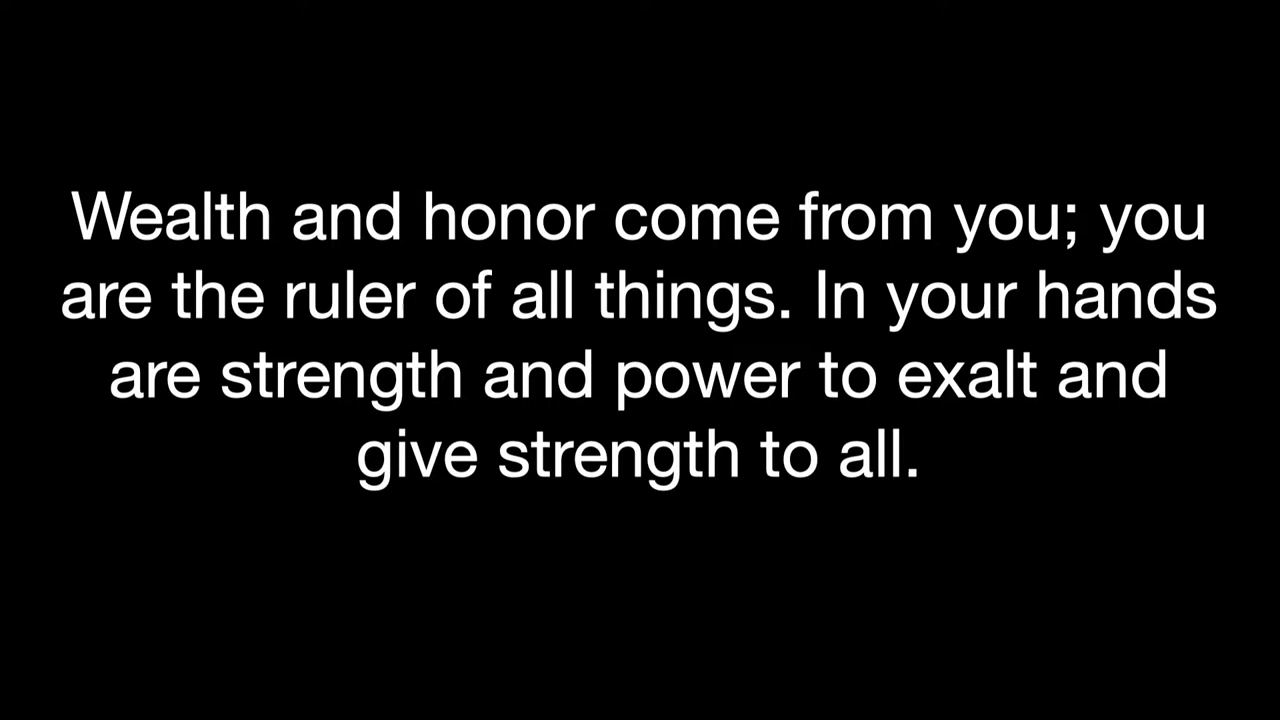 Wealth and honor come from you; you
are the ruler of all things. In your hands
are strength and power to exalt and
give strength to all.